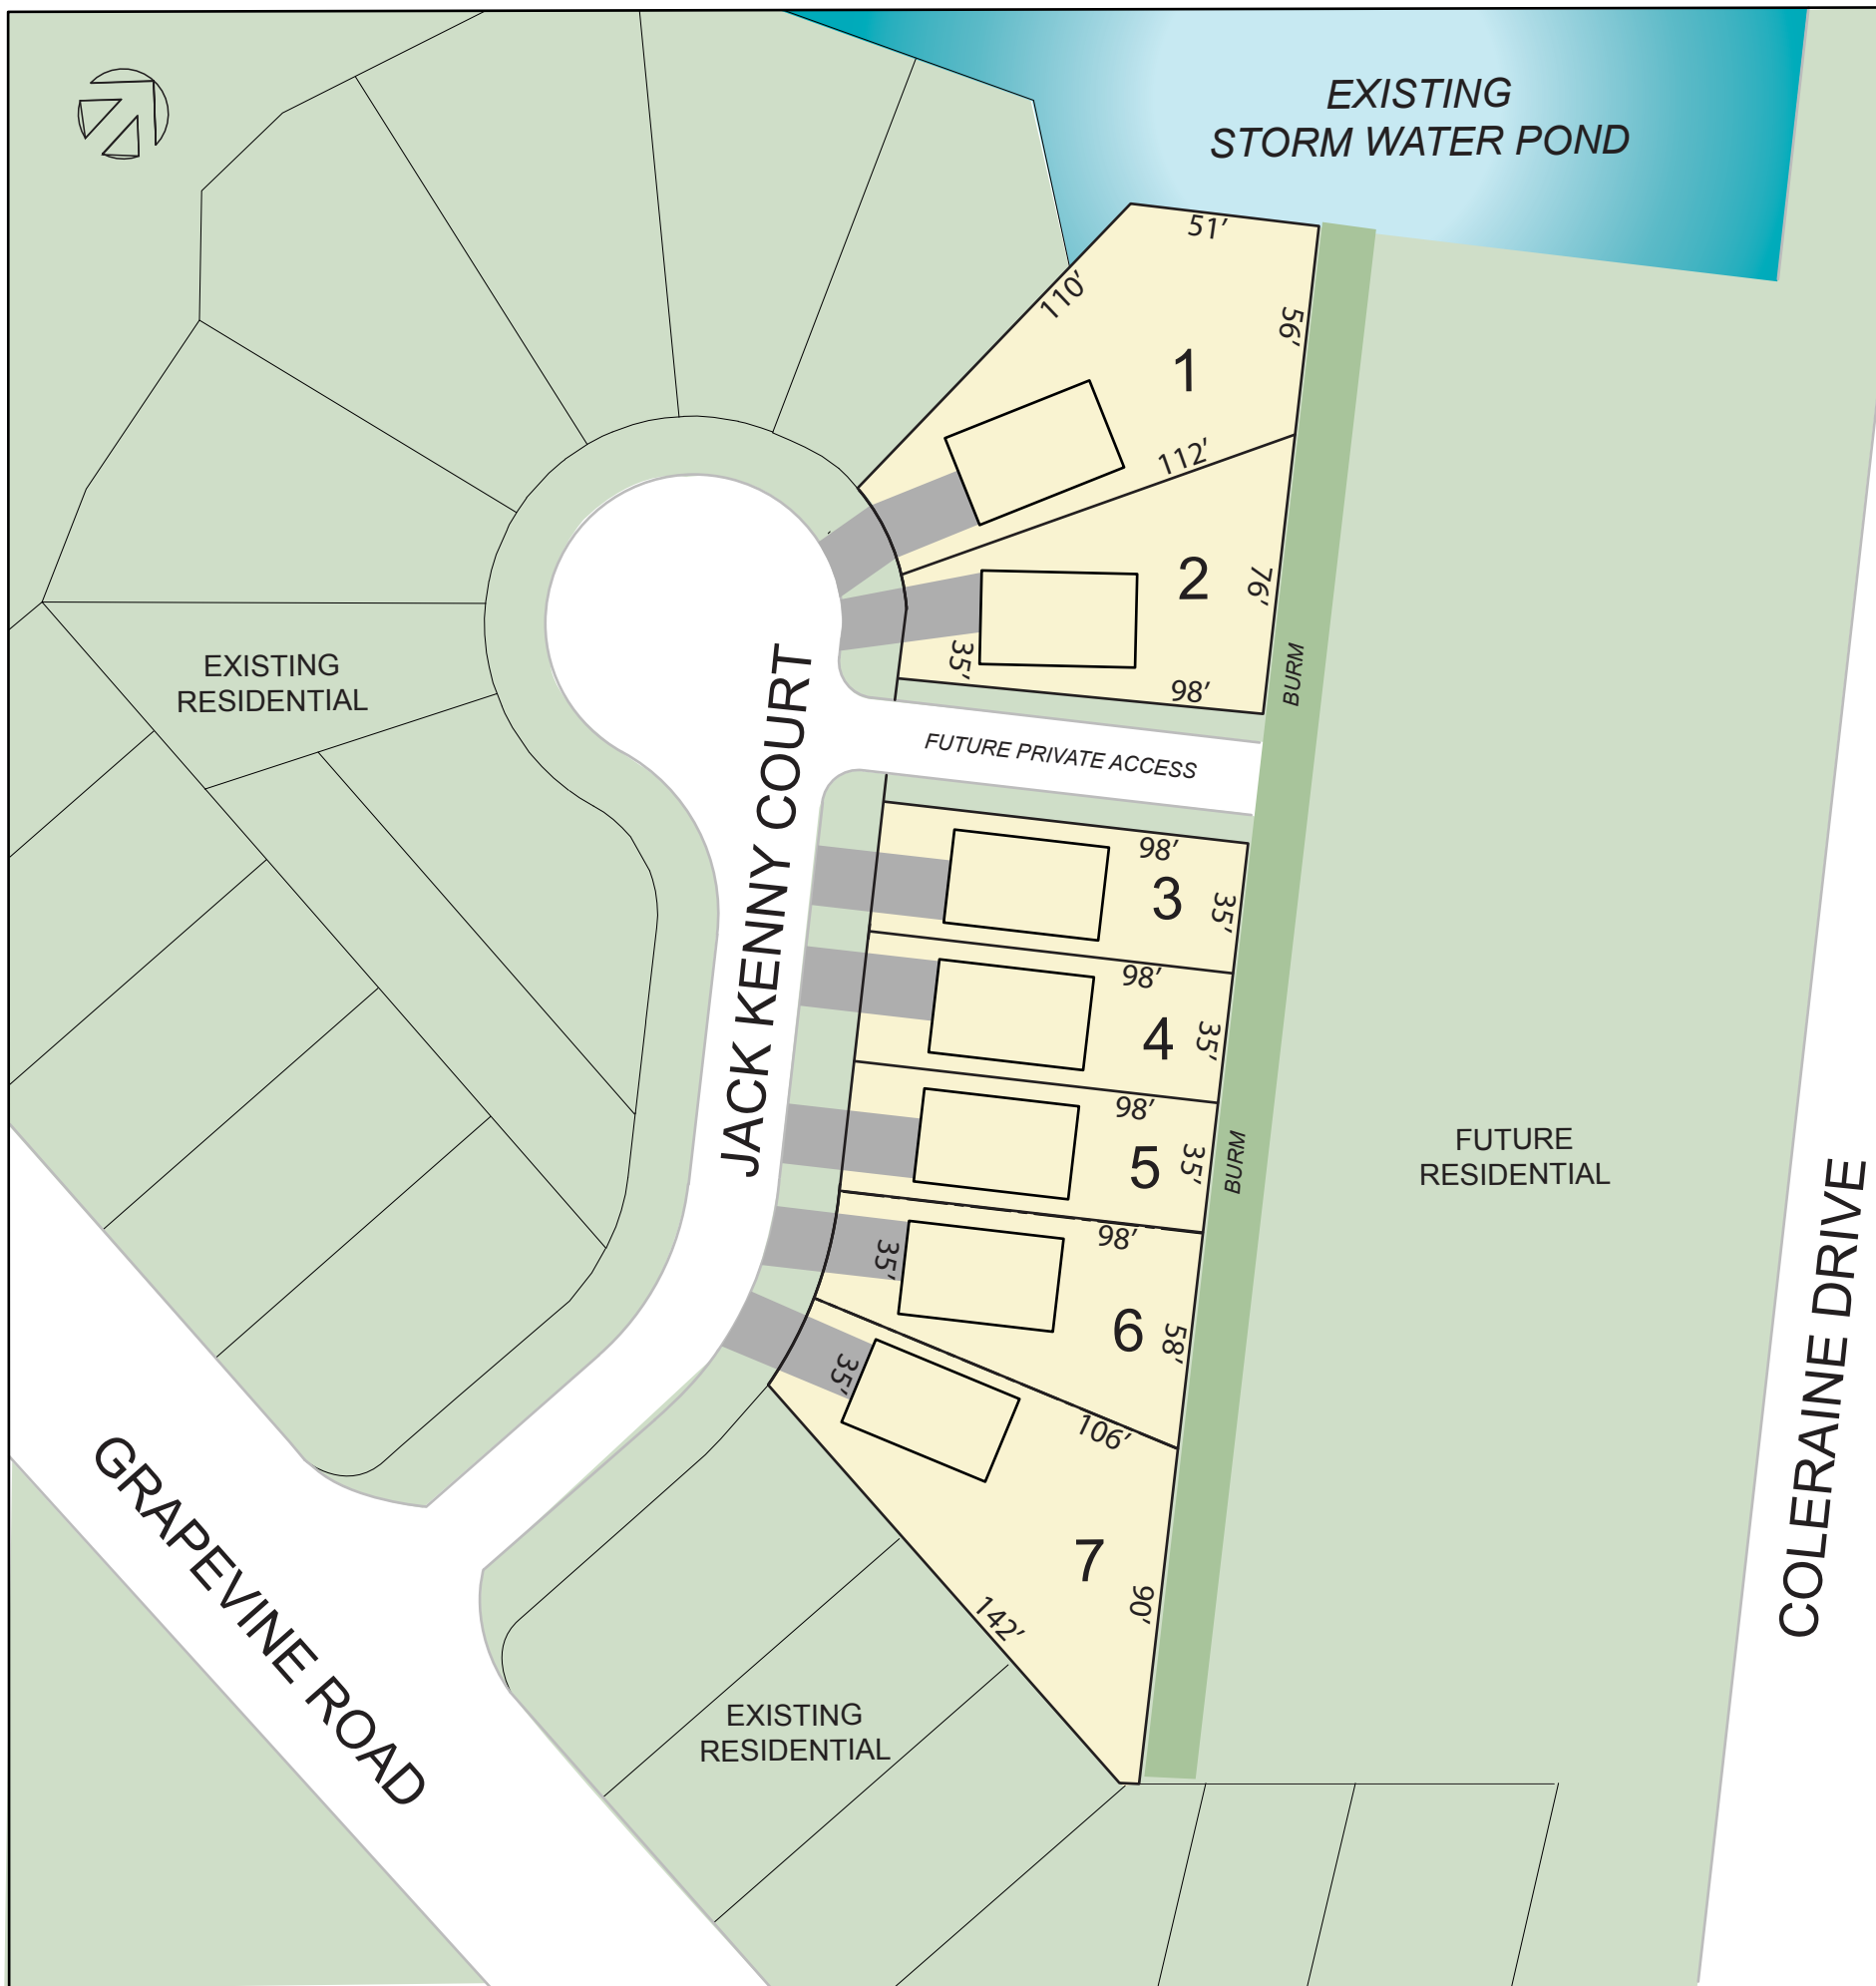 EXISTING
STORM WATER POND
51'
110'
56'
1
112'
2
76'
35'
98'
BURM
EXISTING
RESIDENTIAL
JACK KENNY COURT
FUTURE PRIVATE ACCESS
98'
3
35'
98'
4
35'
98'
5
35'
BURM
FUTURE
RESIDENTIAL
98'
35'
6
58'
35'
106'
7
90'
142'
COLERAINE DRIVE
GRAPEVINE ROAD
EXISTING
RESIDENTIAL